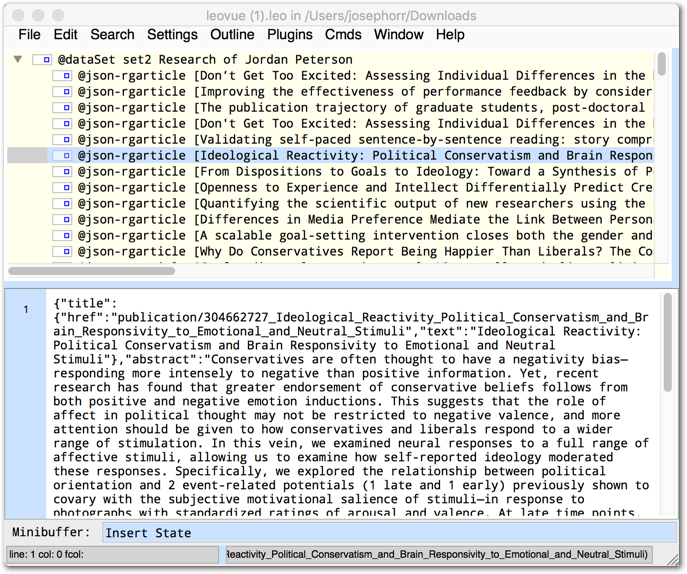 leovue (1).leo in /Users/josephorr/Downloads
File Edit Search Settings Outline Plugins Cmds Window Help
@dataSet set2 Research of Jordan Peterson
@json-rgarticle [Don't Get Too Excited: Assessing Individual Differences in the
@json-rgarticle [Improving the effectiveness of performance feedback by consider
@json-rgarticle [The publication trajectory of graduate students, post-doctoral
@json-rgarticle [Don't Get Too Excited: Assessing Individual Differences in the
@json-rgarticle [Validating self-paced sentence-by-sentence reading: story compr
@json-rgarticle [Ideological Reactivity: Political Conservatism and Brain Respon
@json-rgarticle [From Dispositions to Goals to Ideology: Toward a Synthesis of P
@json-rgarticle [Openness to Experience and Intellect Differentially Predict Cre
@json-rgarticle [Quantifying the scientific output of new researchers using the
@json-rgarticle [Differences in Media Preference Mediate the Link Between Person
@json-rgarticle [A scalable goal-setting intervention closes both the gender and
@json-rgarticle [Why Do Conservatives Report Being Happier Than Liberals? The Co
1
{"title":
{"href":"publication/304662727_Ideological_Reactivity_Political_Conservatism_and_Br
ain_Responsivity_to_Emotional_and_Neutral_Stimuli","text":"Ideological Reactivity:
Political Conservatism and Brain Responsivity to Emotional and Neutral
Stimuli"},"abstract":"Conservatives are often thought to have a negativity bias—
responding more intensely to negative than positive information. Yet, recent
research has found that greater endorsement of conservative beliefs follows from
both positive and negative emotion inductions. This suggests that the role of
affect in political thought may not be restricted to negative valence, and more
attention should be given to how conservatives and liberals respond to a wider
range of stimulation. In this vein, we examined neural responses to a full range of
affective stimuli, allowing us to examine how self-reported ideology moderated
these responses. Specifically, we explored the relationship between political
orientation and 2 event-related potentials (1 late and 1 early) previously shown to
covary with the subjective motivational salience of stimuli—in response to
photographs with standardized ratings of arousal and valence. At late time points,
Minibuffer: Insert State
line: 1 col: 0 fcol:
Reactivity_Political_Conservatism_and_Brain_Responsivity_to_Emotional_and_Neutral_Stimuli)